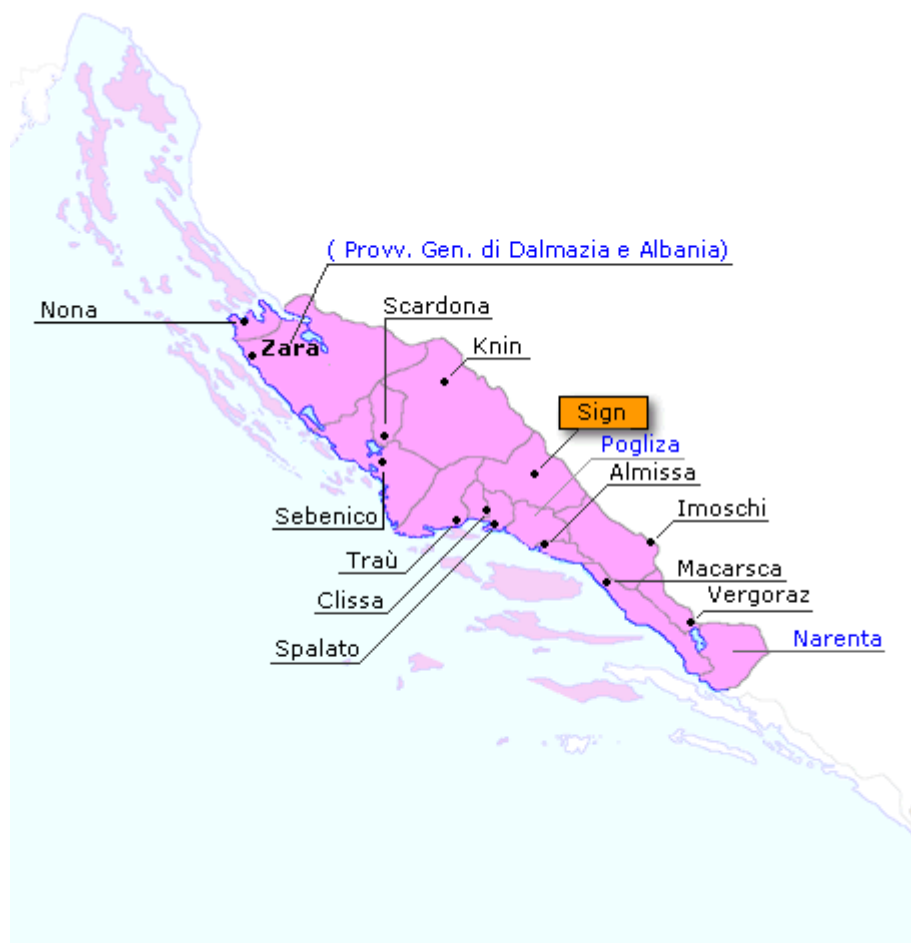 ( Provv. Gen. di Dalmazia e Albania)
Nona
Scardona
Zara
Knin
Sign
Pogliza
Almissa
Sebenico
Imoschi
Traù
Macarsca
Clissa
Vergoraz
Spalato
Narenta